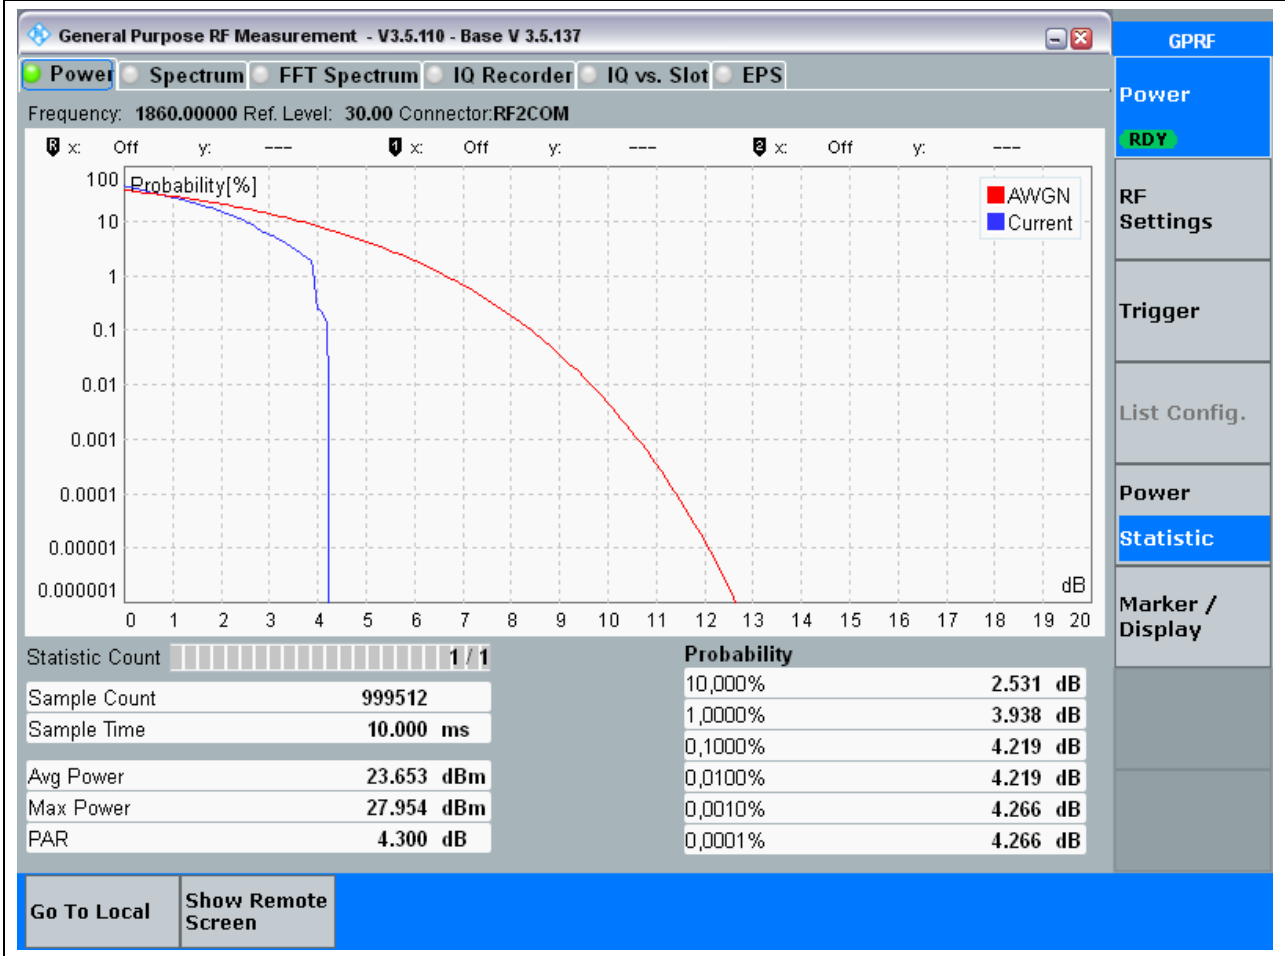 General Purpose RF Measurement - V3.5.110 - Base V 3.5.137
GPRF
Power Spectrum FFT Spectrum IQ Recorder IQ vs. Slot EPS
Frequency: 1860.00000 Ref. Level: 30.00 Connector:RF2COM
R x: Off y: --- 1 x: Off y: --- 2 x: Off y: ---
Probability[%]
AWGN
Current
100
10
1
0.1
0.01
0.001
0.0001
0.00001
0.000001
dB
0 1 2 3 4 5 6 7 8 9 10 11 12 13 14 15 16 17 18 19 20
Statistic Count 1 / 1
Sample Count 999512
Sample Time 10.000 ms
Avg Power 23.653 dBm
Max Power 27.954 dBm
PAR 4.300 dB
Probability
10,000% 2.531 dB
1,0000% 3.938 dB
0,1000% 4.219 dB
0,0100% 4.219 dB
0,0010% 4.266 dB
0,0001% 4.266 dB
Power
RDY
RF
Settings
Trigger
List Config.
Power
Statistic
Marker /
Display
Go To Local
Show Remote
Screen